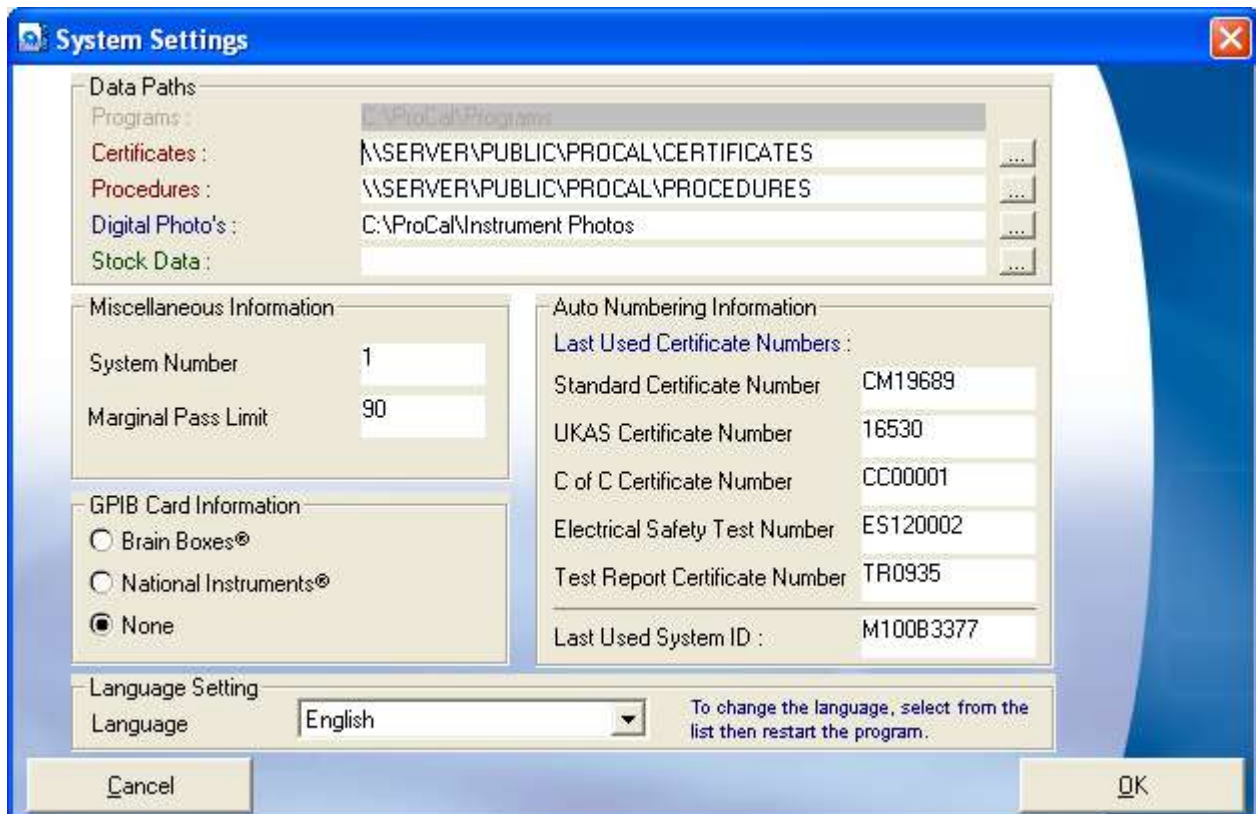 System Settings
Data Paths
Programs : C:\ProCal\Programs
Certificates : \\SERVER\PUBLIC\PROCAL\CERTIFICATES ...
Procedures : \\SERVER\PUBLIC\PROCAL\PROCEDURES ...
Digital Photo's : C:\ProCal\Instrument Photos ...
Stock Data : ...
Miscellaneous Information
System Number 1
Marginal Pass Limit 90
GPIB Card Information
Brain Boxes®
National Instruments®
None
Auto Numbering Information
Last Used Certificate Numbers :
Standard Certificate Number CM19689
UKAS Certificate Number 16530
C of C Certificate Number CC00001
Electrical Safety Test Number ES120002
Test Report Certificate Number TR0935
Last Used System ID : M100B3377
Language Setting
Language English
To change the language, select from the
list then restart the program.
Cancel
OK